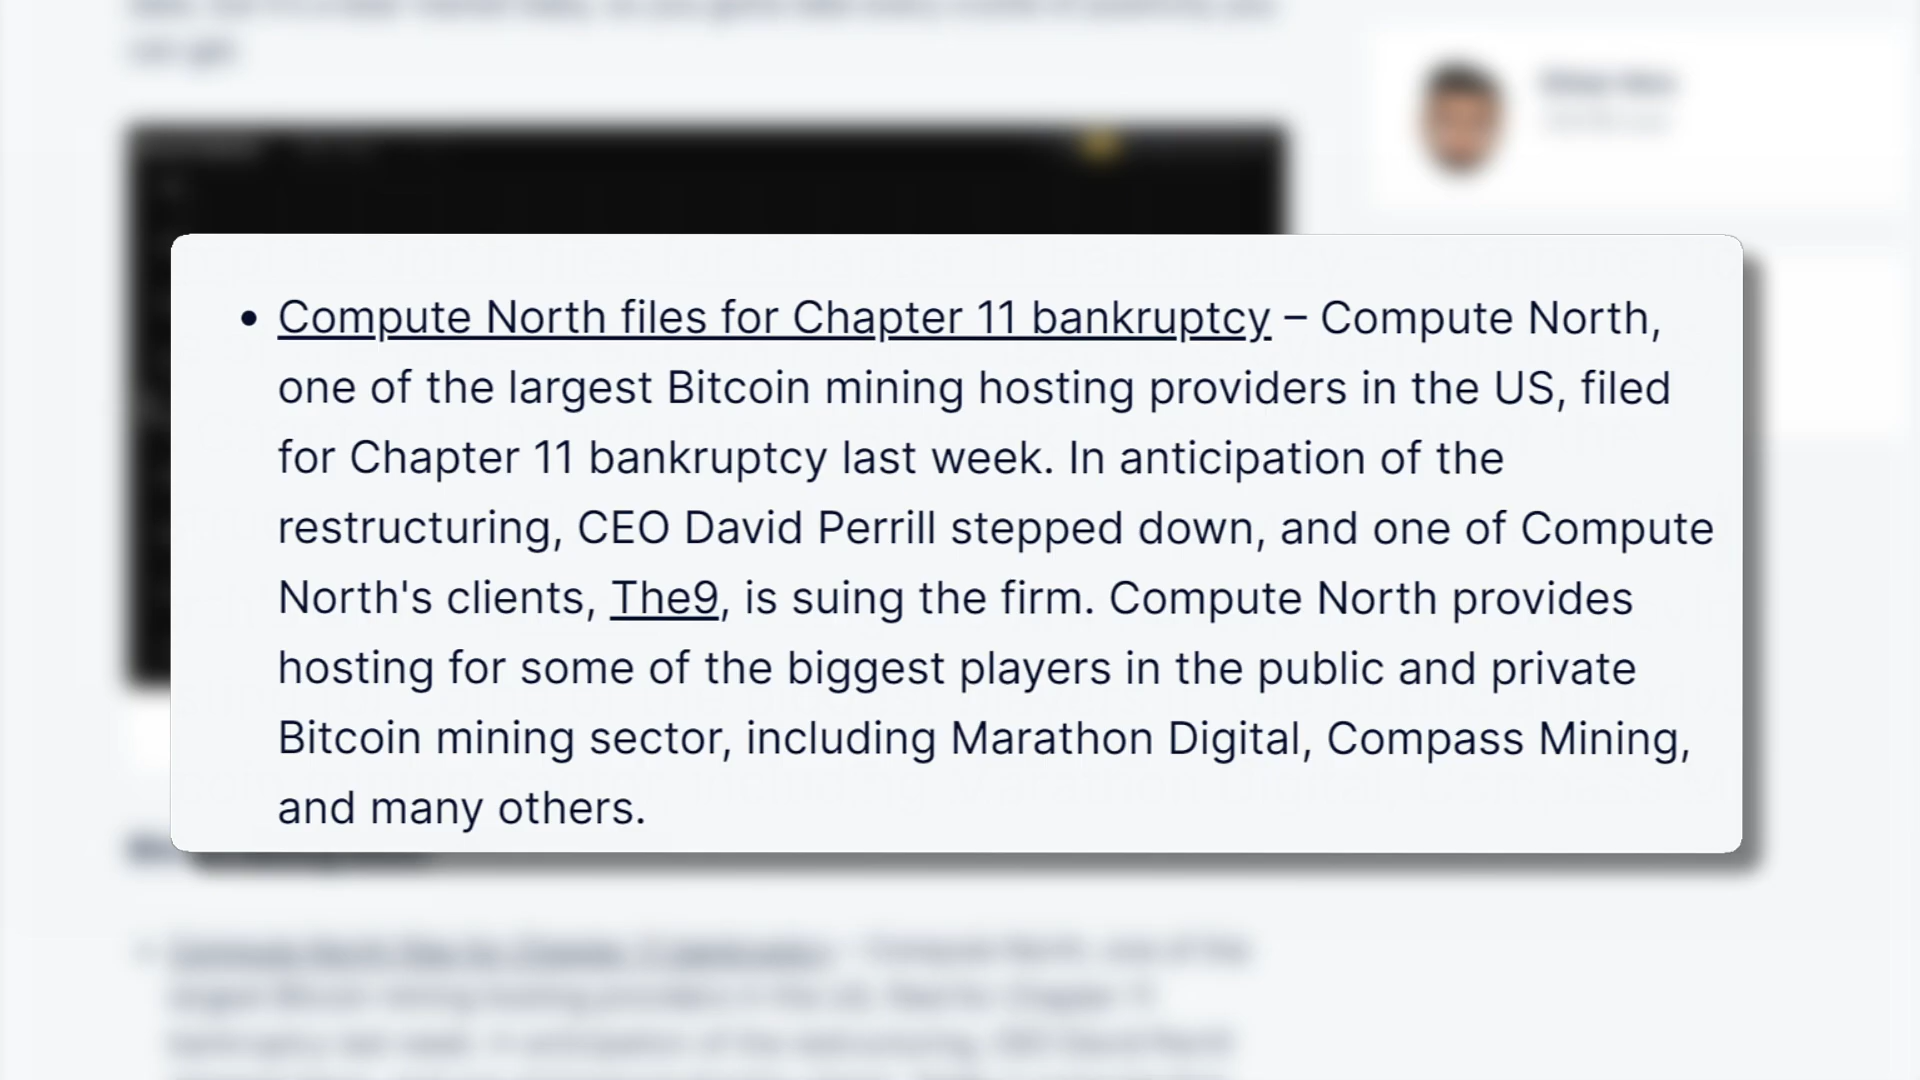 • Compute North files for Chapter 11 bankruptcy – Compute North,
one of the largest Bitcoin mining hosting providers in the US, filed
for Chapter 11 bankruptcy last week. In anticipation of the
restructuring, CEO David Perrill stepped down, and one of Compute
North's clients, The9, is suing the firm. Compute North provides
hosting for some of the biggest players in the public and private
Bitcoin mining sector, including Marathon Digital, Compass Mining,
and many others.